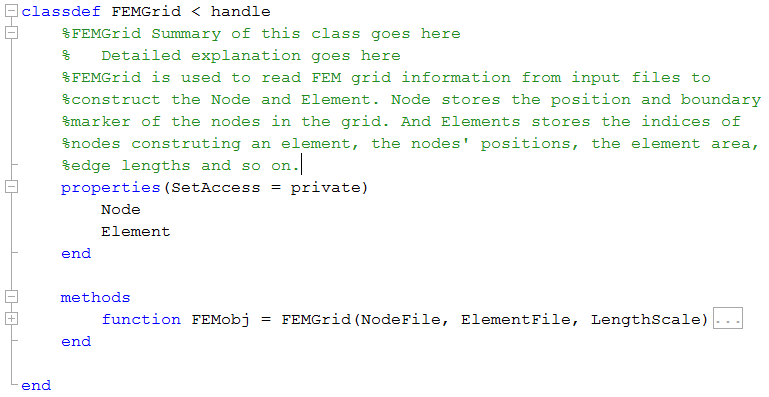 classdef FEMGrid < handle
%FEMGrid Summary of this class goes here
%   Detailed explanation goes here
%FEMGrid is used to read FEM grid information from input files to
%construct the Node and Element. Node stores the position and boundary
%marker of the nodes in the grid. And Elements stores the indices of
%nodes construting an element, the nodes' positions, the element area,
%edge lengths and so on.
properties(SetAccess = private)
Node
Element
end
methods
function FEMobj = FEMGrid(NodeFile, ElementFile, LengthScale)...
end
end